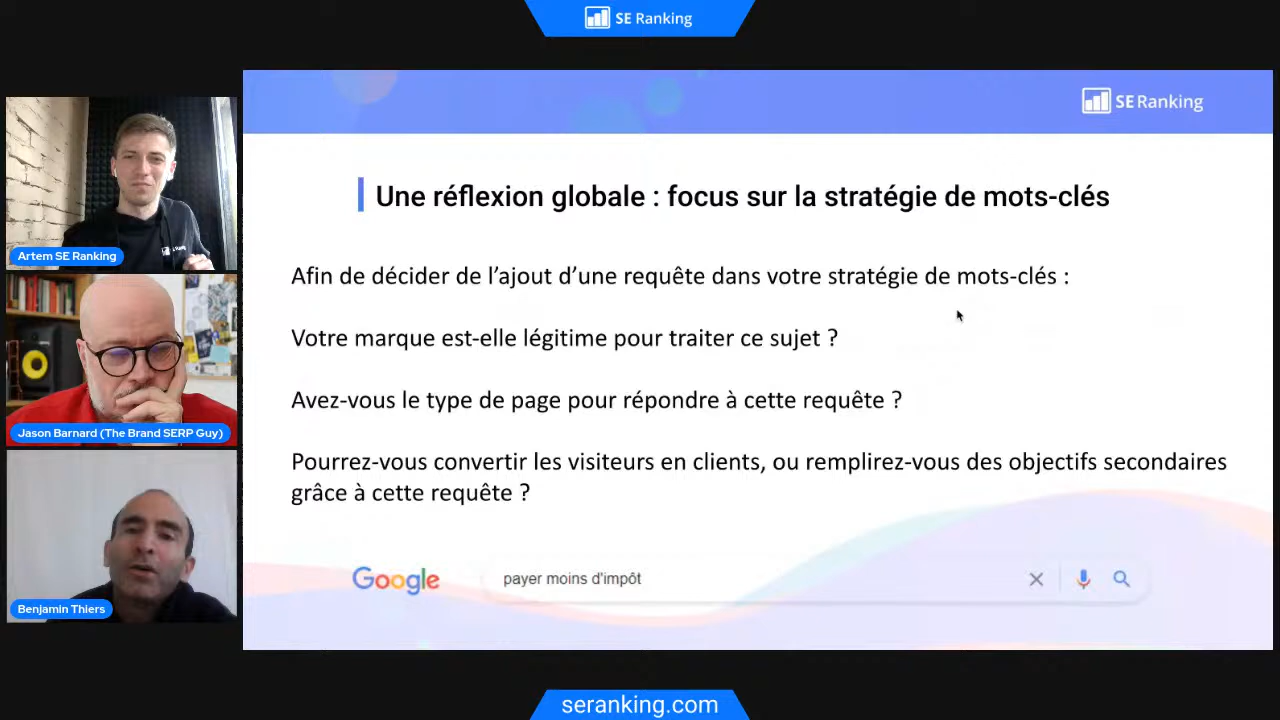 SE Ranking
SE Ranking
Artem SE Ranking
Jason Barnard (The Brand SERP Guy)
Benjamin Thiers
Une réflexion globale : focus sur la stratégie de mots-clés
Afin de décider de l’ajout d’une requête dans votre stratégie de mots-clés :
Votre marque est-elle légitime pour traiter ce sujet ?
Avez-vous le type de page pour répondre à cette requête ?
Pourrez-vous convertir les visiteurs en clients, ou remplirez-vous des objectifs secondaires
grâce à cette requête ?
Google
payer moins d'impôt
seranking.com